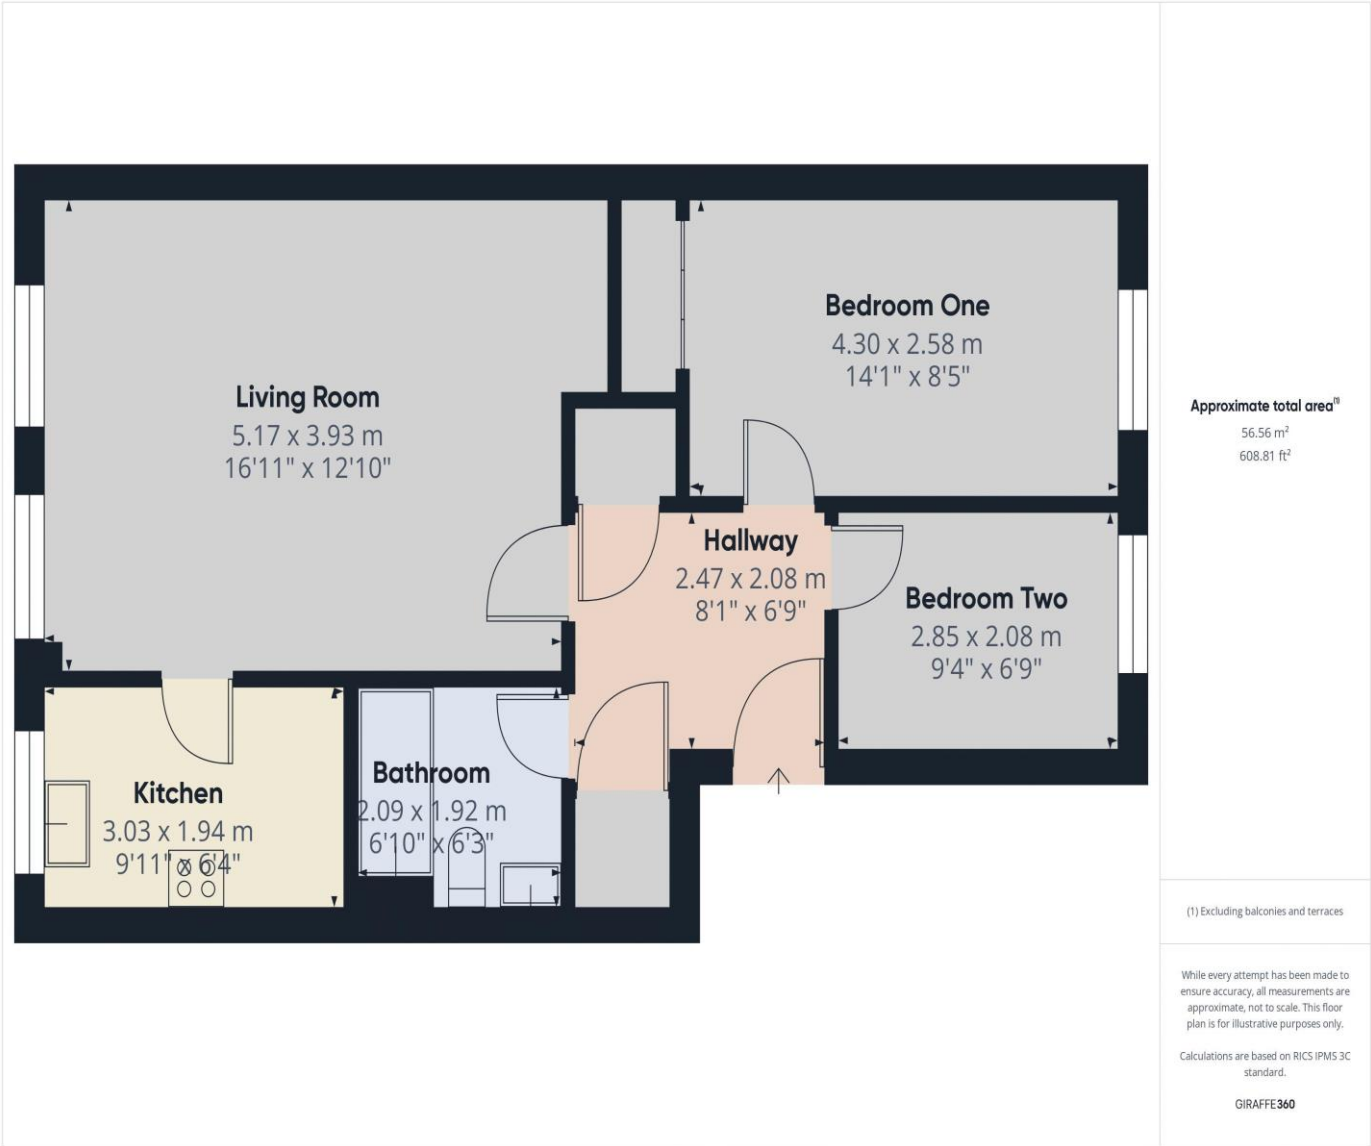 Living Room
5.17 x 3.93 m
16'11" x 12'10"
Bedroom One
4.30 x 2.58 m
14'1" x 8'5"
Hallway
2.47 x 2.08 m
8'1" x 6'9"
Bedroom Two
2.85 x 2.08 m
9'4" x 6'9"
Kitchen
3.03 x 1.94 m
9'11" x 6'4"
Bathroom
2.09 x 1.92 m
6'10" x 6'3"
Approximate total area(1)
56.56 m²
608.81 ft²
(1) Excluding balconies and terraces
While every attempt has been made to
ensure accuracy, all measurements are
approximate, not to scale. This floor
plan is for illustrative purposes only.
Calculations are based on RICS IPMS 3C
standard.
GIRAFFE360